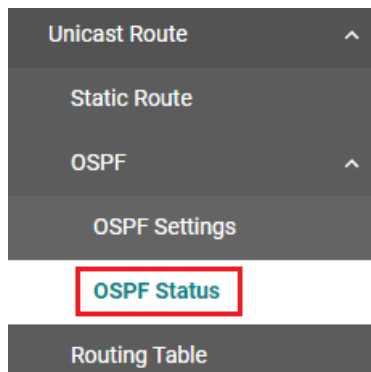 Unicast Route
Static Route
OSPF
OSPF Settings
OSPF Status
Routing Table